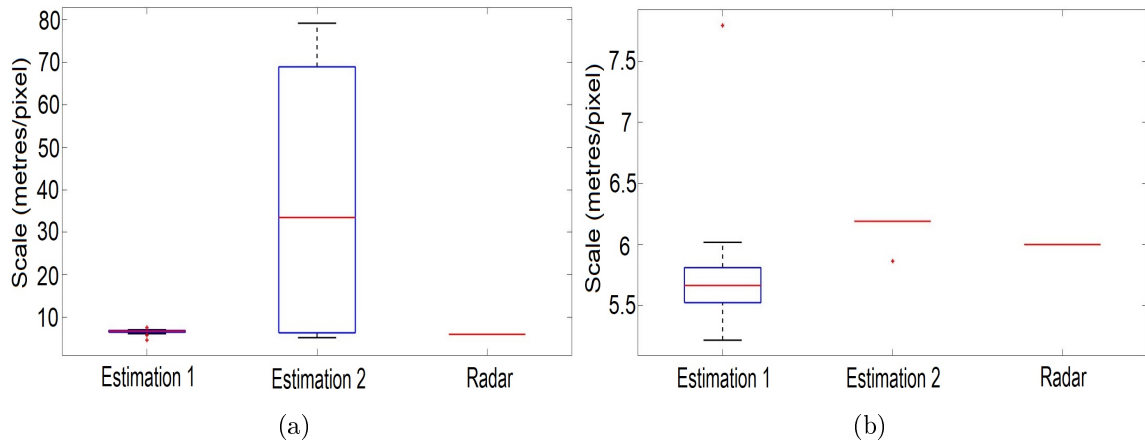 Scale (metres/pixel)
80
70
60
50
40
30
20
10
Estimation 1
Estimation 2
Radar
(a)
Scale (metres/pixel)
7.5
7
6.5
6
5.5
Estimation 1
Estimation 2
Radar
(b)